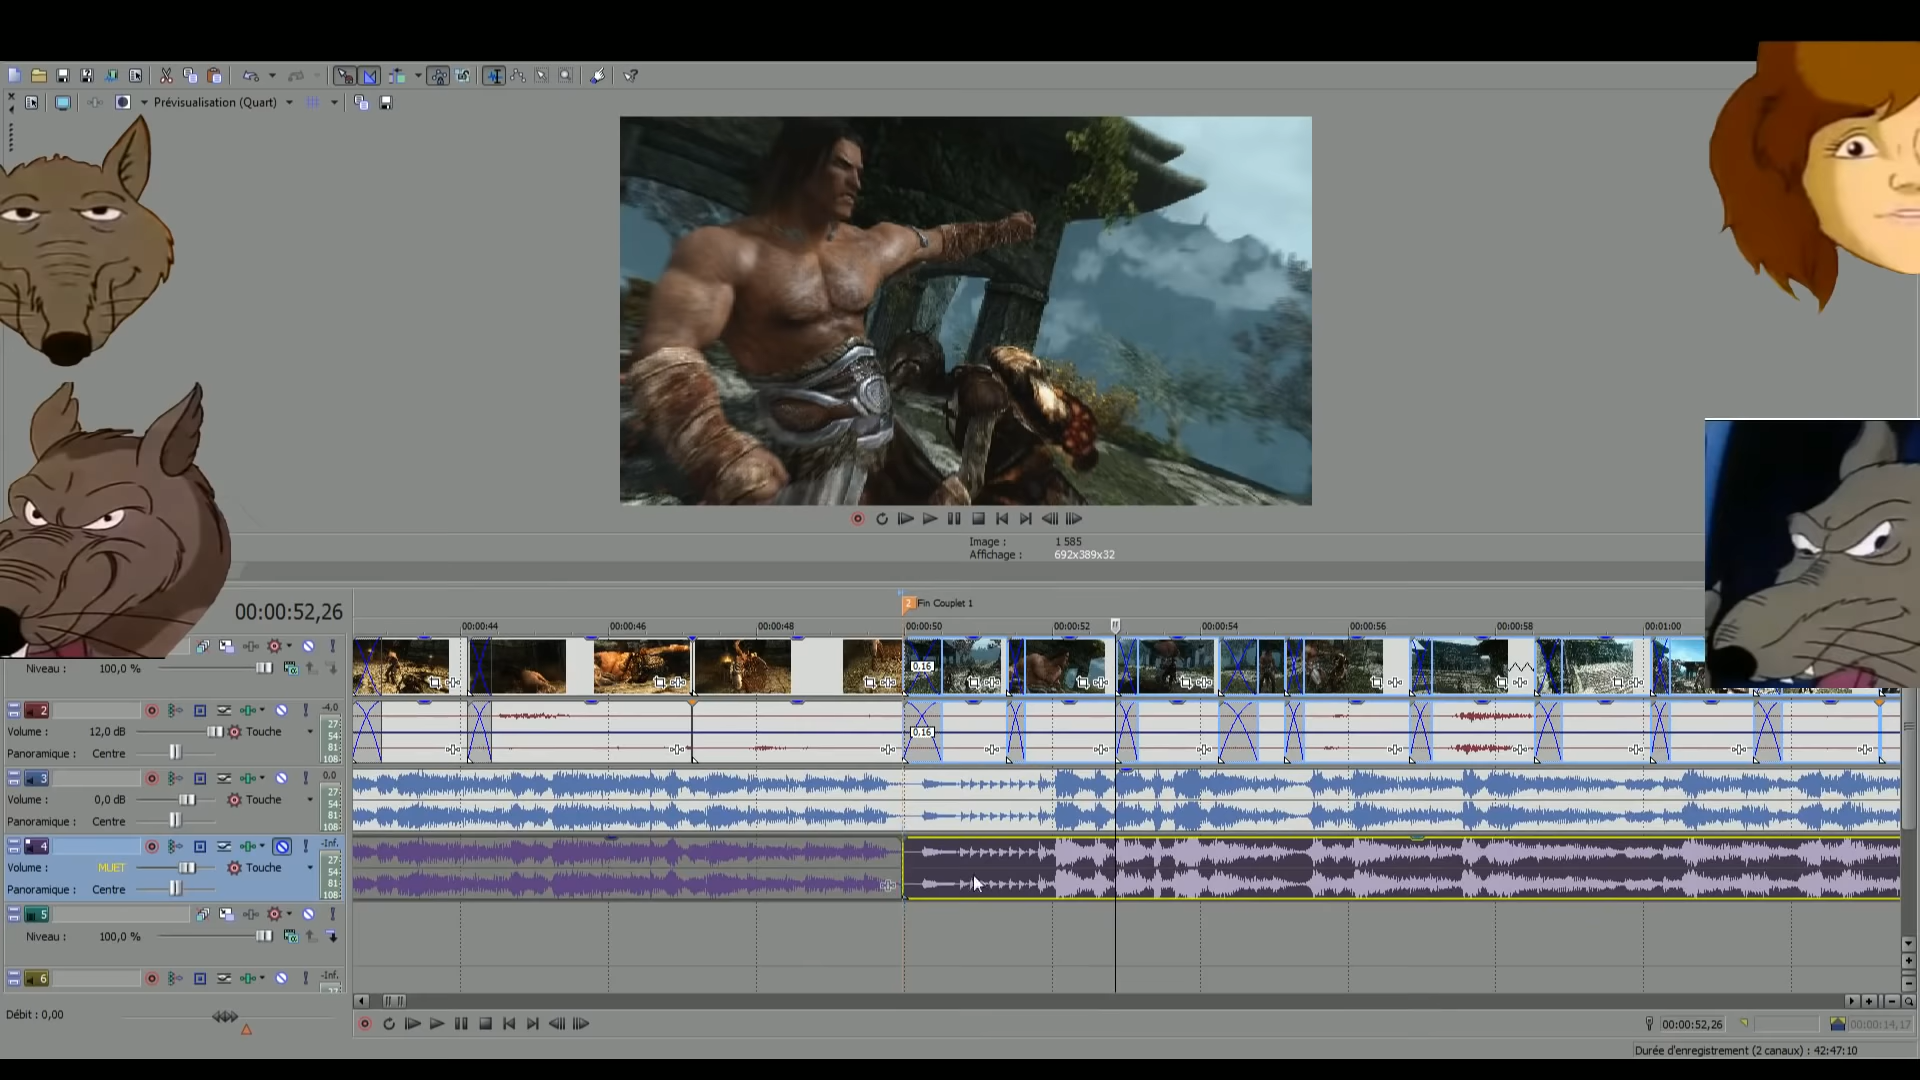 Prévisualisation (Quart)
Image : 1 585
Affichage : 692x389x32
00:00:52,26
2 Fin Couplet 1
00:00:44 00:00:46 00:00:48 00:00:50 00:00:52 00:00:54 00:00:56 00:00:58 00:01:00
Niveau : 100,0 %
0.16
2 -4.0
Volume : 12,0 dB Touche
0.16
Panoramique : Centre
27
54
81
108
3 0.0
Volume : 0,0 dB Touche
Panoramique : Centre
27
54
81
108
4 -Inf.
Volume : MUET Touche
Panoramique : Centre
27
54
81
108
5
Niveau : 100,0 %
6 -Inf.
Débit : 0,00
00:00:52,26
00:00:14,17
Durée d'enregistrement (2 canaux) : 42:47:10